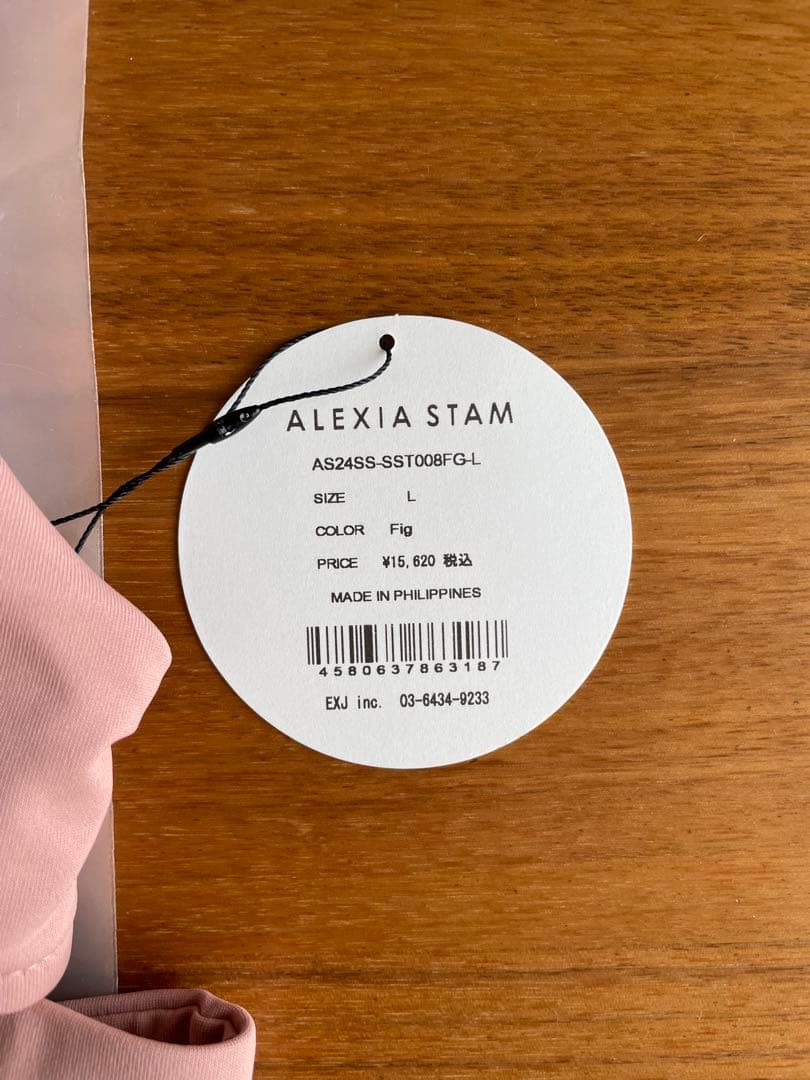 ALEXIA STAM
AS24SS-SST008FG-L
SIZE L
COLOR Fig
PRICE ¥15,620 税込
MADE IN PHILIPPINES
4580637863187
EXJ inc. 03-6434-9233